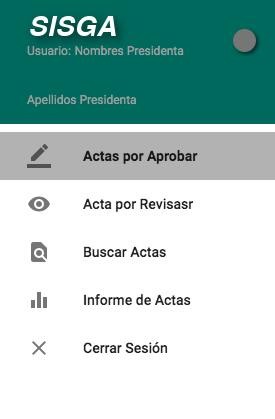 SISGA
Usuario: Nombres Presidenta
Apellidos Presidenta
Actas por Aprobar
Acta por Revisasr
Buscar Actas
Informe de Actas
Cerrar Sesión